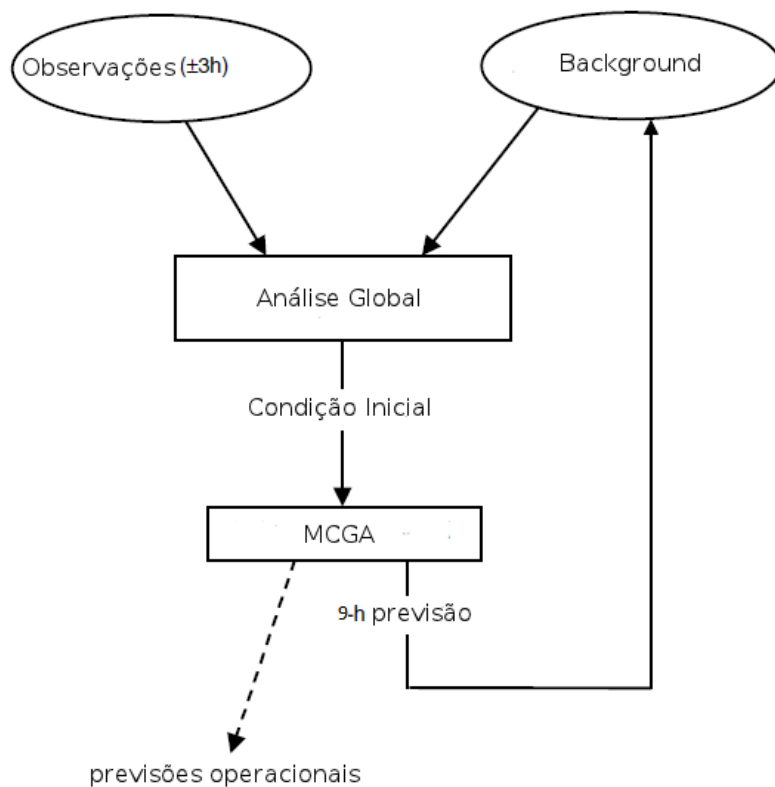 Observações (±3h)
Background
Análise Global
Condição Inicial
MCGA
9-h previsão
previsões operacionais